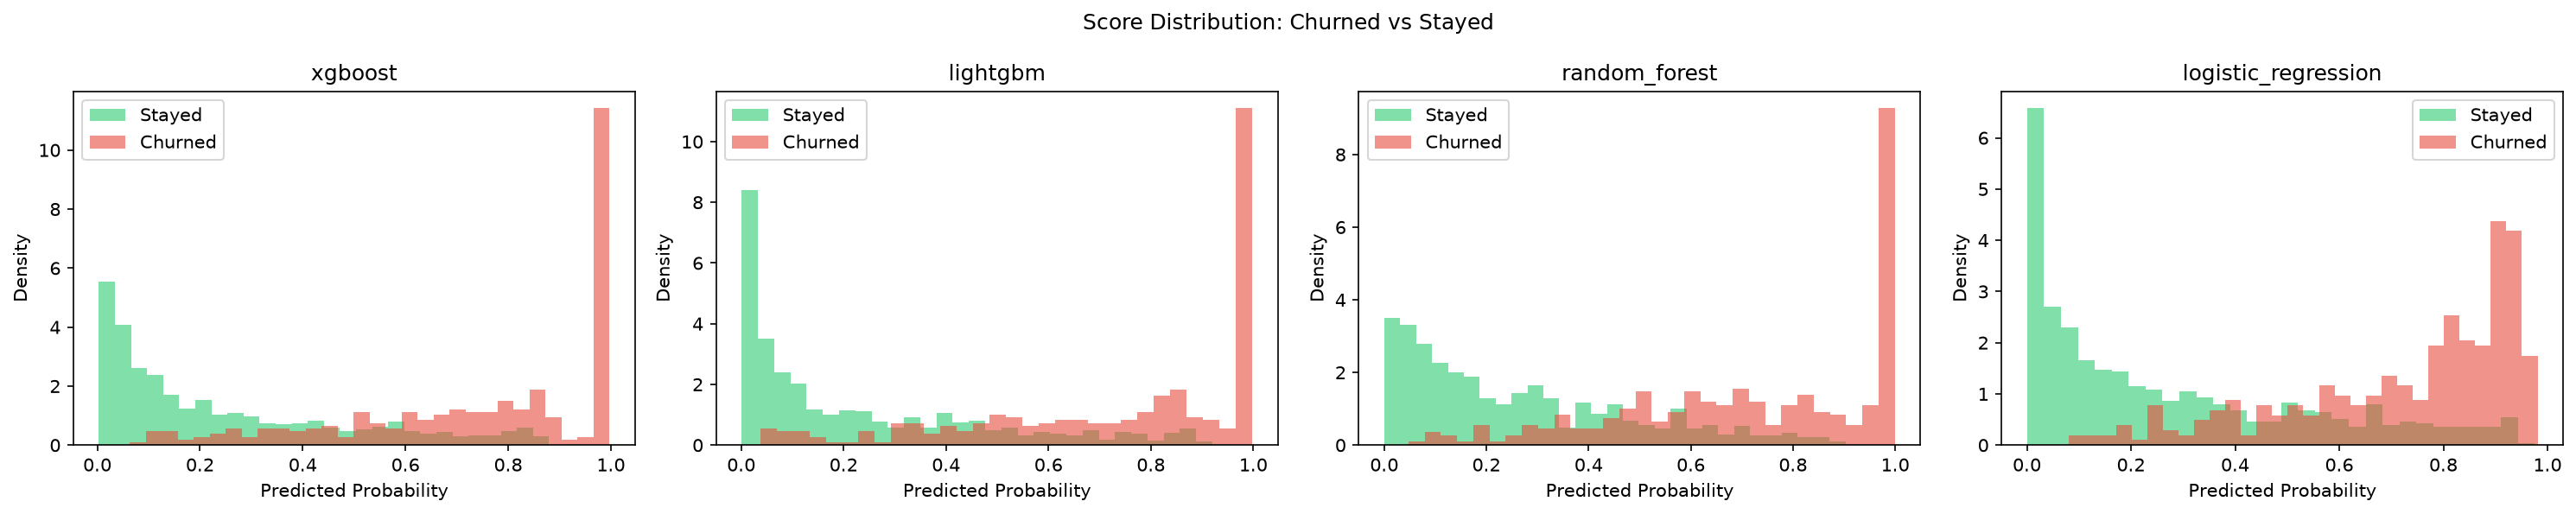 Score Distribution: Churned vs Stayed
xgboost
Stayed
Churned
Density
10
8
6
4
2
0
0.0 0.2 0.4 0.6 0.8 1.0
Predicted Probability
lightgbm
Stayed
Churned
Density
10
8
6
4
2
0
0.0 0.2 0.4 0.6 0.8 1.0
Predicted Probability
random_forest
Stayed
Churned
Density
8
6
4
2
0
0.0 0.2 0.4 0.6 0.8 1.0
Predicted Probability
logistic_regression
Stayed
Churned
Density
6
5
4
3
2
1
0
0.0 0.2 0.4 0.6 0.8 1.0
Predicted Probability